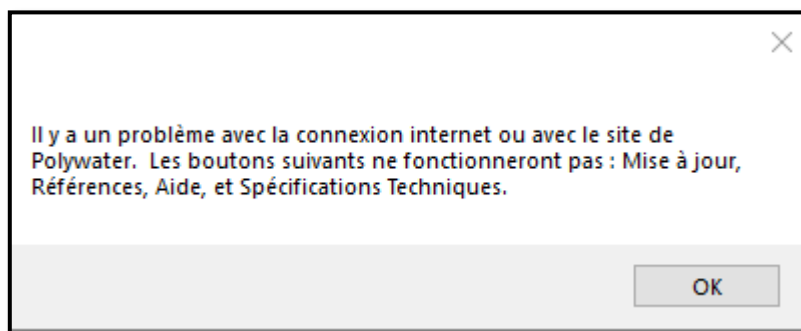 Il y a un problème avec la connexion internet ou avec le site de
Polywater.  Les boutons suivants ne fonctionneront pas : Mise à jour,
Références, Aide, et Spécifications Techniques.
OK